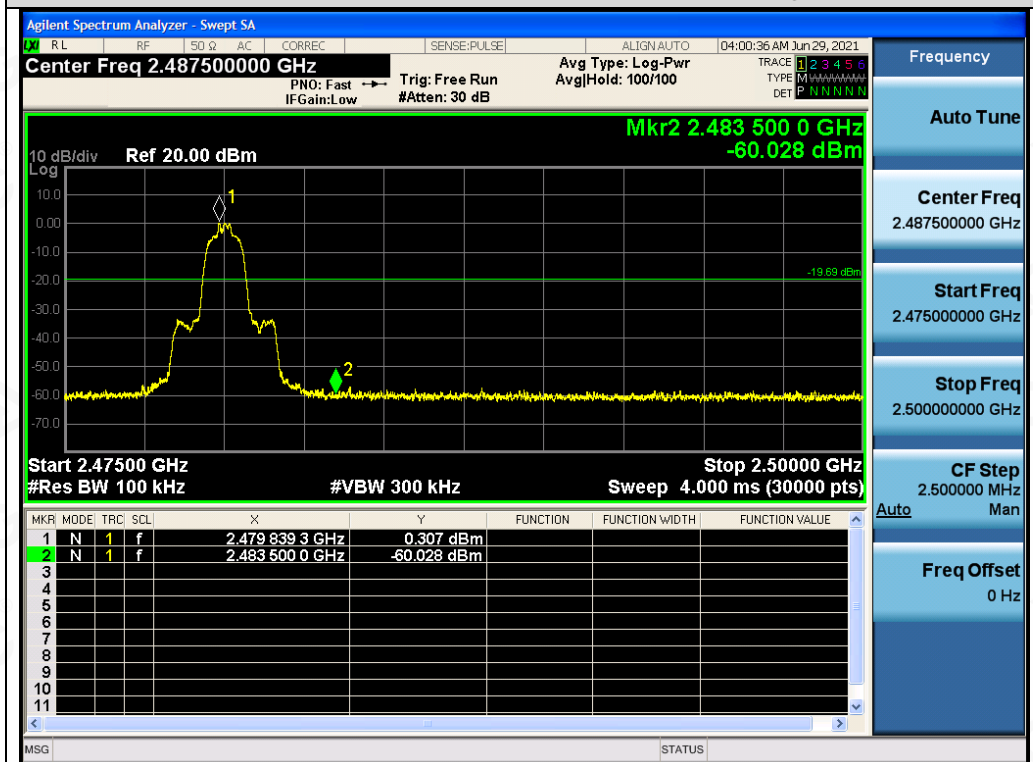 Agilent Spectrum Analyzer - Swept SA
LXI RL RF 50 Ω AC CORREC SENSE:PULSE ALIGN AUTO 04:00:36 AM Jun 29, 2021
Center Freq 2.487500000 GHz
PNO: Fast
IFGain:Low
Trig: Free Run
#Atten: 30 dB
Avg Type: Log-Pwr
Avg|Hold: 100/100
TRACE 1 2 3 4 5 6
TYPE M
DET P N N N N N
Mkr2 2.483 500 0 GHz
-60.028 dBm
10 dB/div Ref 20.00 dBm
Log
10.0
0.00
-10.0
-20.0
-30.0
-40.0
-50.0
-60.0
-70.0
1
-19.69 dBm
2
Start 2.47500 GHz Stop 2.50000 GHz
#Res BW 100 kHz #VBW 300 kHz Sweep 4.000 ms (30000 pts)
MKR MODE TRC SCL X Y FUNCTION FUNCTION WIDTH FUNCTION VALUE
1 N 1 f 2.479 839 3 GHz 0.307 dBm
2 N 1 f 2.483 500 0 GHz -60.028 dBm
3
4
5
6
7
8
9
10
11
MSG STATUS
Frequency
Auto Tune
Center Freq
2.487500000 GHz
Start Freq
2.475000000 GHz
Stop Freq
2.500000000 GHz
CF Step
2.500000 MHz
Auto Man
Freq Offset
0 Hz